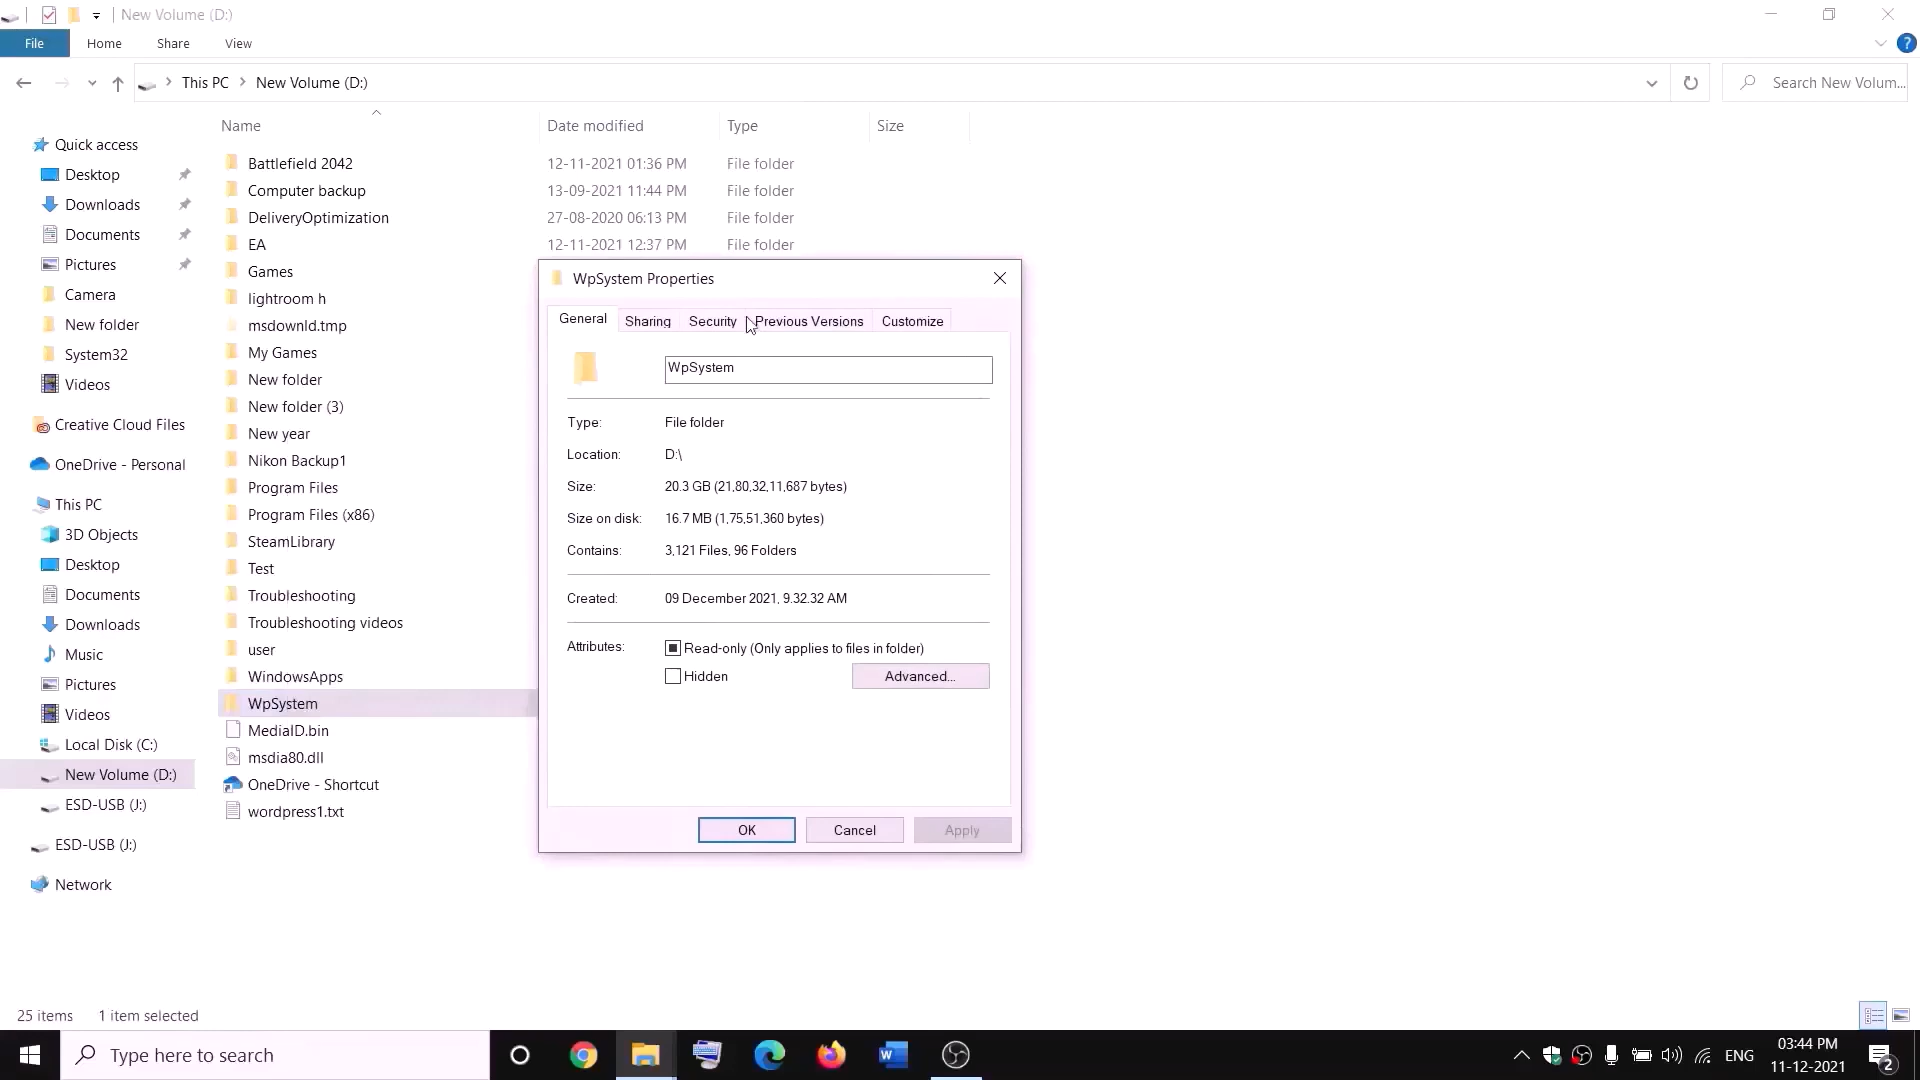 New Volume (D:)
File Home Share View
This PC New Volume (D:) Search New Volum...
Name Date modified Type Size
Quick access
Desktop
Downloads
Documents
Pictures
Camera
New folder
System32
Videos
Creative Cloud Files
OneDrive - Personal
This PC
3D Objects
Desktop
Documents
Downloads
Music
Pictures
Videos
Local Disk (C:)
New Volume (D:)
ESD-USB (J:)
ESD-USB (J:)
Network
Battlefield 2042 12-11-2021 01:36 PM File folder
Computer backup 13-09-2021 11:44 PM File folder
DeliveryOptimization 27-08-2020 06:13 PM File folder
EA 12-11-2021 12:37 PM File folder
Games
lightroom h
msdownld.tmp
My Games
New folder
New folder (3)
New year
Nikon Backup1
Program Files
Program Files (x86)
SteamLibrary
Test
Troubleshooting
Troubleshooting videos
user
WindowsApps
WpSystem
MediaID.bin
msdia80.dll
OneDrive - Shortcut
wordpress1.txt
WpSystem Properties
General Sharing Security Previous Versions Customize
WpSystem
Type: File folder
Location: D:\
Size: 20.3 GB (21,80,32,11,687 bytes)
Size on disk: 16.7 MB (1,75,51,360 bytes)
Contains: 3,121 Files, 96 Folders
Created: 09 December 2021, 9.32.32 AM
Attributes: Read-only (Only applies to files in folder)
Hidden Advanced...
OK Cancel Apply
25 items 1 item selected
Type here to search
ENG
03:44 PM
11-12-2021
2